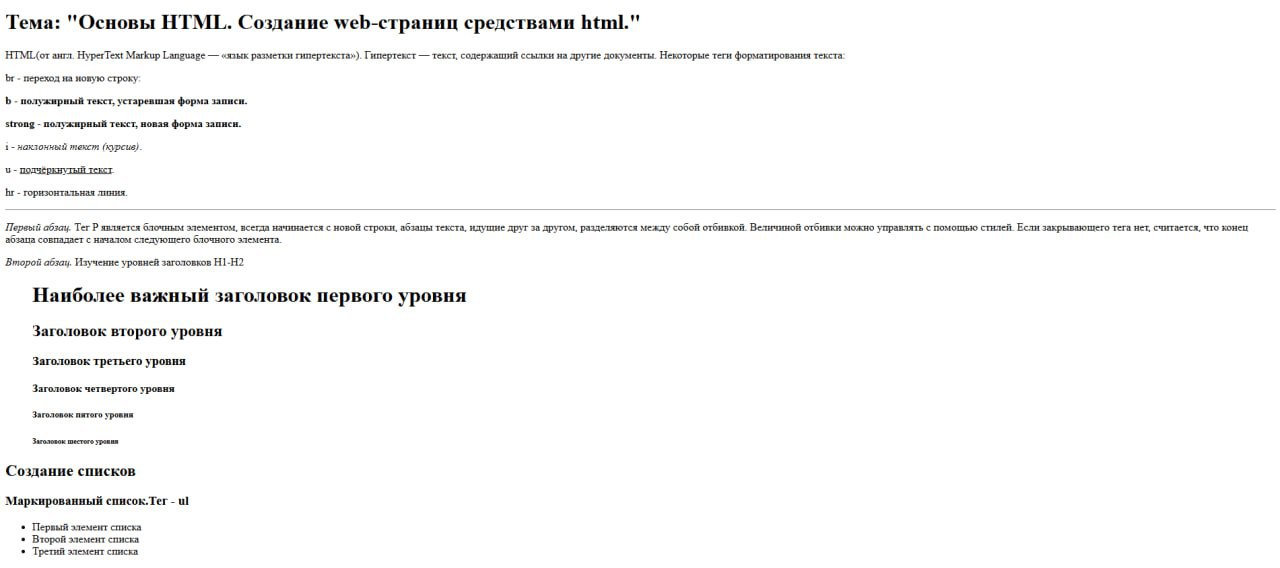 Тема: "Основы HTML. Создание web-страниц средствами html."
HTML(от англ. HyperText Markup Language — «язык разметки гипертекста»). Гипертекст — текст, содержащий ссылки на другие документы. Некоторые теги форматирования текста:
br - переход на новую строку:
b - полужирный текст, устаревшая форма записи.
strong - полужирный текст, новая форма записи.
i - наклонный текст (курсив).
u - подчёркнутый текст.
hr - горизонтальная линия.
Первый абзац. Тег P является блочным элементом, всегда начинается с новой строки, абзацы текста, идущие друг за другом, разделяются между собой отбивкой. Величиной отбивки можно управлять с помощью стилей. Если закрывающего тега нет, считается, что конец
абзаца совпадает с началом следующего блочного элемента.
Второй абзац. Изучение уровней заголовков H1-H2
Наиболее важный заголовок первого уровня
Заголовок второго уровня
Заголовок третьего уровня
Заголовок четвертого уровня
Заголовок пятого уровня
Заголовок шестого уровня
Создание списков
Маркированный список.Тег - ul
• Первый элемент списка
• Второй элемент списка
• Третий элемент списка